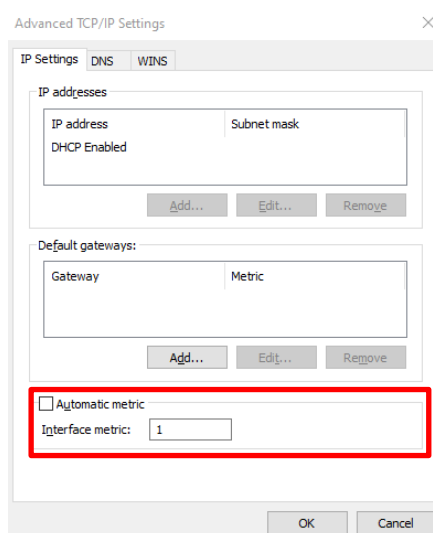 Advanced TCP/IP Settings
IP Settings DNS WINS
IP addresses
IP address Subnet mask
DHCP Enabled
Add... Edit... Remove
Default gateways:
Gateway Metric
Add... Edit... Remove
Automatic metric
Interface metric: 1
OK Cancel